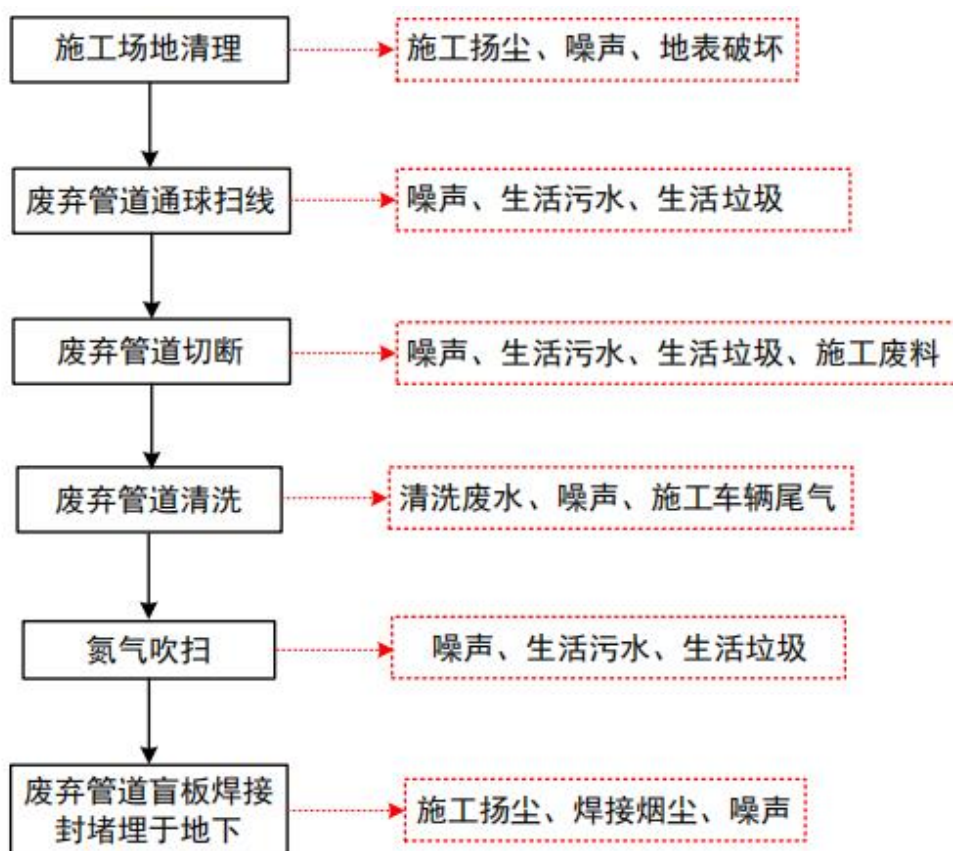 施工场地清理
施工扬尘、噪声、地表破坏
废弃管道通球扫线
噪声、生活污水、生活垃圾
废弃管道切断
噪声、生活污水、生活垃圾、施工废料
废弃管道清洗
清洗废水、噪声、施工车辆尾气
氮气吹扫
噪声、生活污水、生活垃圾
废弃管道盲板焊接
封堵埋于地下
施工扬尘、焊接烟尘、噪声